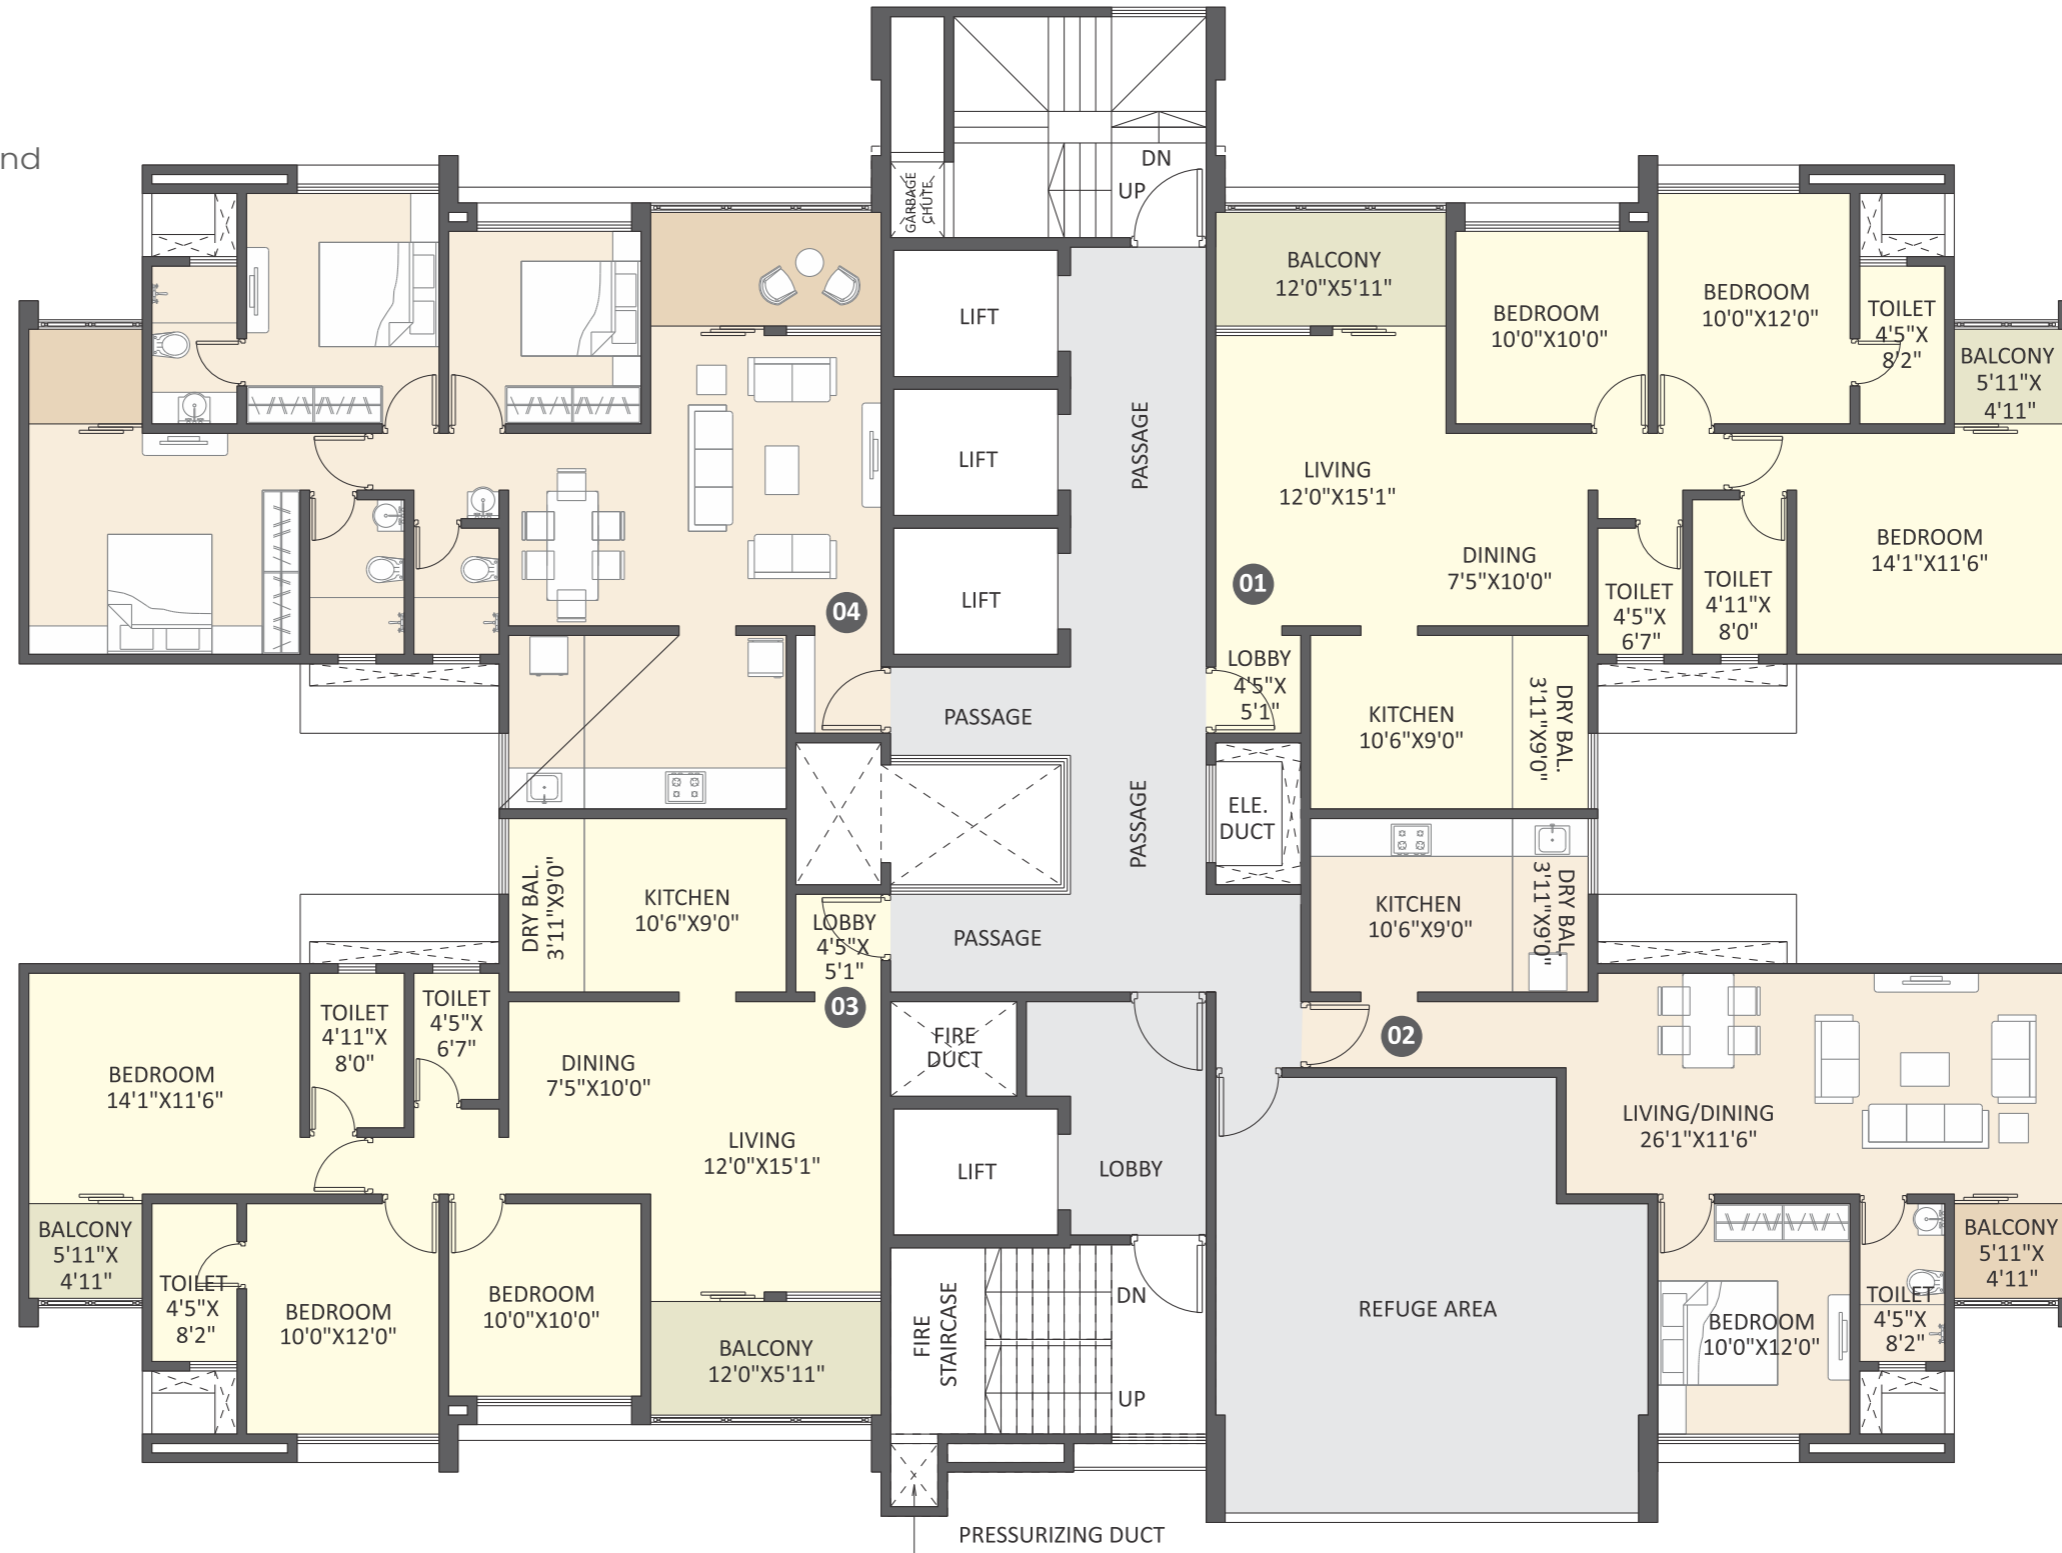 nd
GARBAGE
CHUTE
DN
UP
LIFT
LIFT
LIFT
PASSAGE
BALCONY
12'0"X5'11"
BEDROOM
10'0"X10'0"
BEDROOM
10'0"X12'0"
TOILET
4'5"X
8'2"
BALCONY
5'11"X
4'11"
LIVING
12'0"X15'1"
DINING
7'5"X10'0"
TOILET
4'5"X
6'7"
TOILET
4'11"X
8'0"
BEDROOM
14'1"X11'6"
04
01
LOBBY
4'5"X
5'1"
PASSAGE
KITCHEN
10'6"X9'0"
DRY BAL.
3'11"X9'0"
PASSAGE
ELE.
DUCT
DRY BAL.
3'11"X9'0"
KITCHEN
10'6"X9'0"
LOBBY
4'5"X
5'1"
03
PASSAGE
KITCHEN
10'6"X9'0"
DRY BAL.
3'11"X9'0"
02
BEDROOM
14'1"X11'6"
TOILET
4'11"X
8'0"
TOILET
4'5"X
6'7"
DINING
7'5"X10'0"
LIVING
12'0"X15'1"
FIRE
DUCT
LIFT
LOBBY
LIVING/DINING
26'1"X11'6"
BALCONY
5'11"X
4'11"
TOILET
4'5"X
8'2"
BEDROOM
10'0"X12'0"
BEDROOM
10'0"X10'0"
BALCONY
12'0"X5'11"
FIRE
STAIRCASE
DN
UP
REFUGE AREA
BEDROOM
10'0"X12'0"
TOILET
4'5"X
8'2"
BALCONY
5'11"X
4'11"
PRESSURIZING DUCT